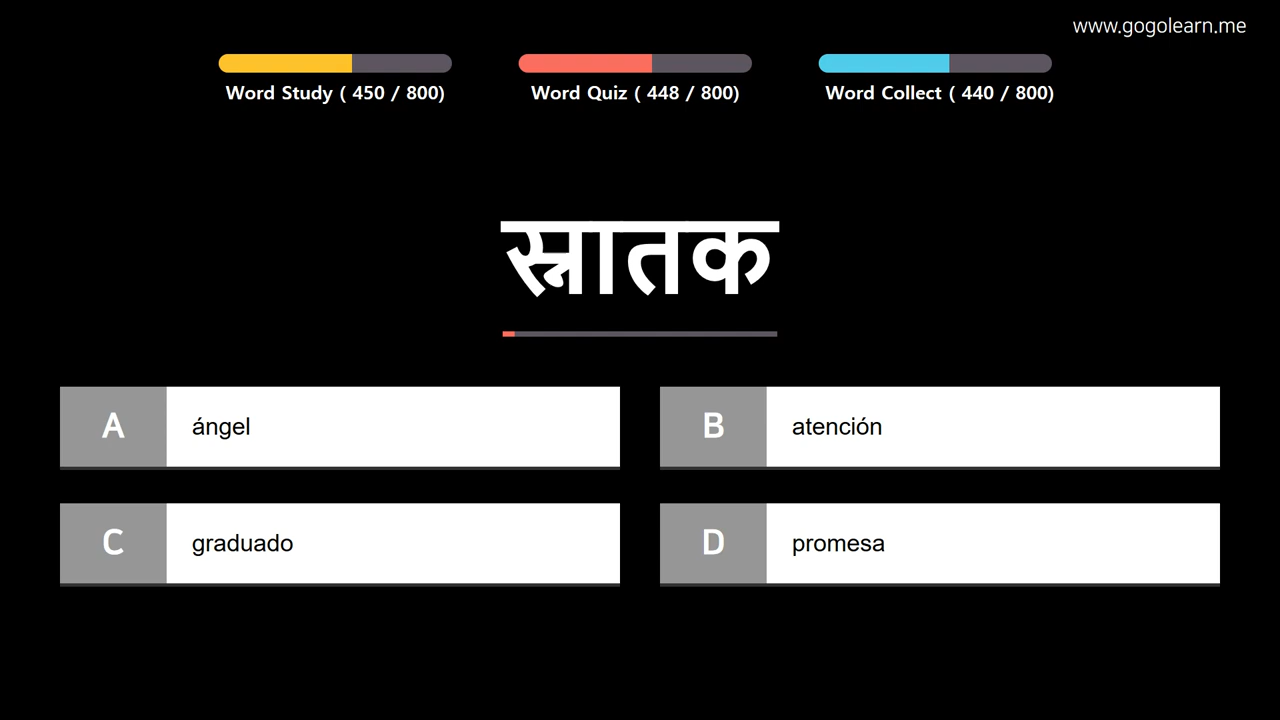 www.gogolearn.me
Word Study ( 450 / 800)
Word Quiz ( 448 / 800)
Word Collect ( 440 / 800)
स्नातक
A ángel
B atención
C graduado
D promesa